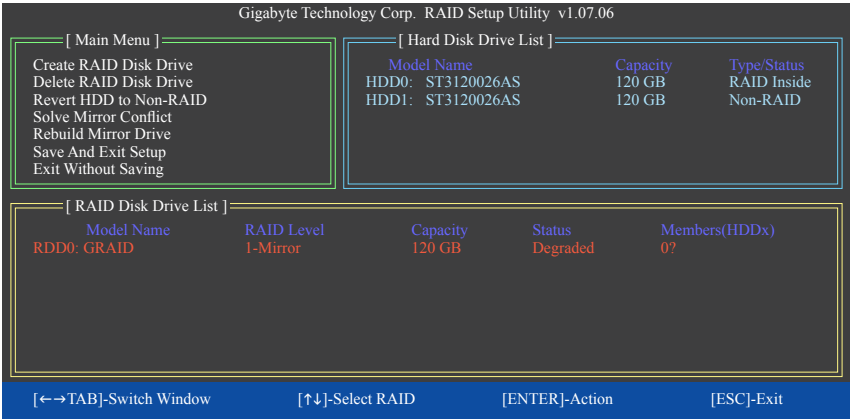 Gigabyte Technology Corp. RAID Setup Utility v1.07.06
[ Main Menu ]
Create RAID Disk Drive
Delete RAID Disk Drive
Revert HDD to Non-RAID
Solve Mirror Conflict
Rebuild Mirror Drive
Save And Exit Setup
Exit Without Saving
[ Hard Disk Drive List ]
Model Name Capacity Type/Status
HDD0: ST3120026AS 120 GB RAID Inside
HDD1: ST3120026AS 120 GB Non-RAID
[ RAID Disk Drive List ]
Model Name RAID Level Capacity Status Members(HDDx)
RDD0: GRAID 1-Mirror 120 GB Degraded 0?
[←→TAB]-Switch Window [↑↓]-Select RAID [ENTER]-Action [ESC]-Exit